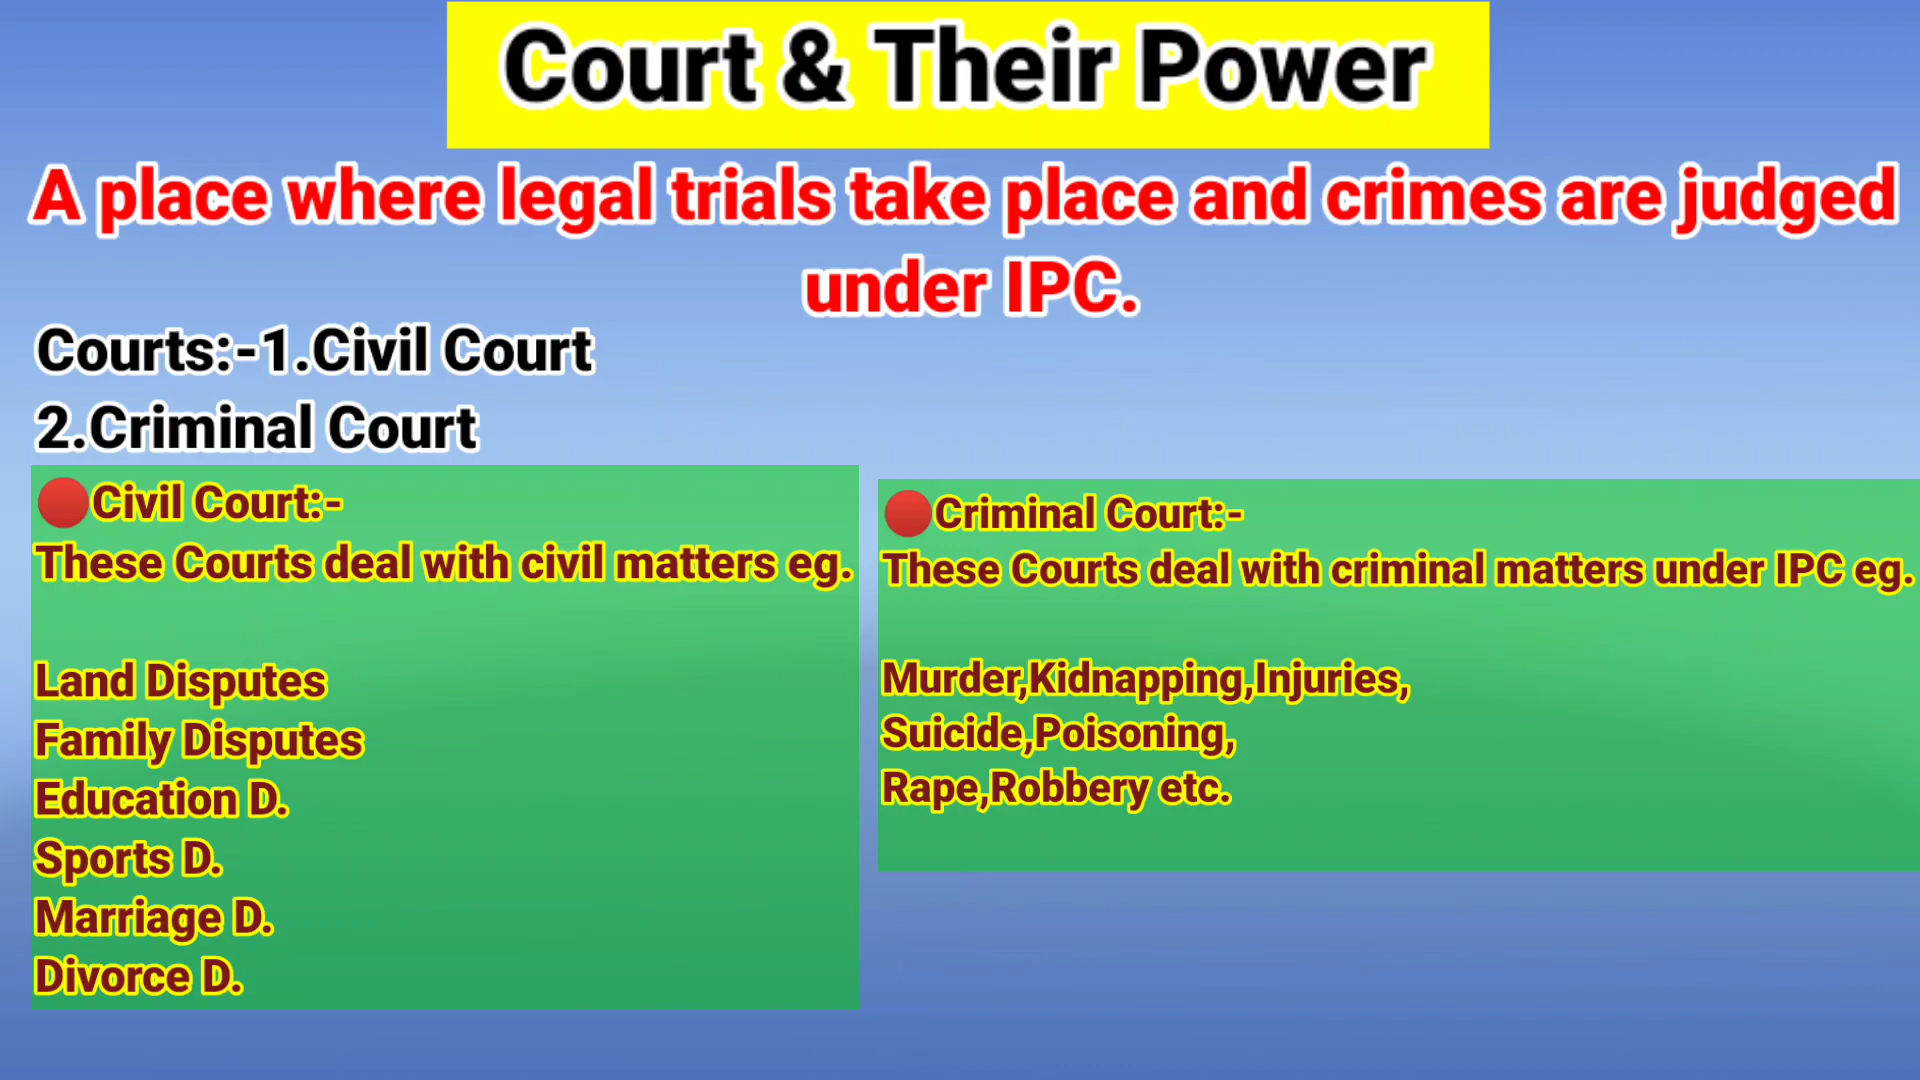 Court & Their Power
A place where legal trials take place and crimes are judged
under IPC.
Courts:-1.Civil Court
2.Criminal Court
🔴Civil Court:-
These Courts deal with civil matters eg.
Land Disputes
Family Disputes
Education D.
Sports D.
Marriage D.
Divorce D.
🔴Criminal Court:-
These Courts deal with criminal matters under IPC eg.
Murder,Kidnapping,Injuries,
Suicide,Poisoning,
Rape,Robbery etc.